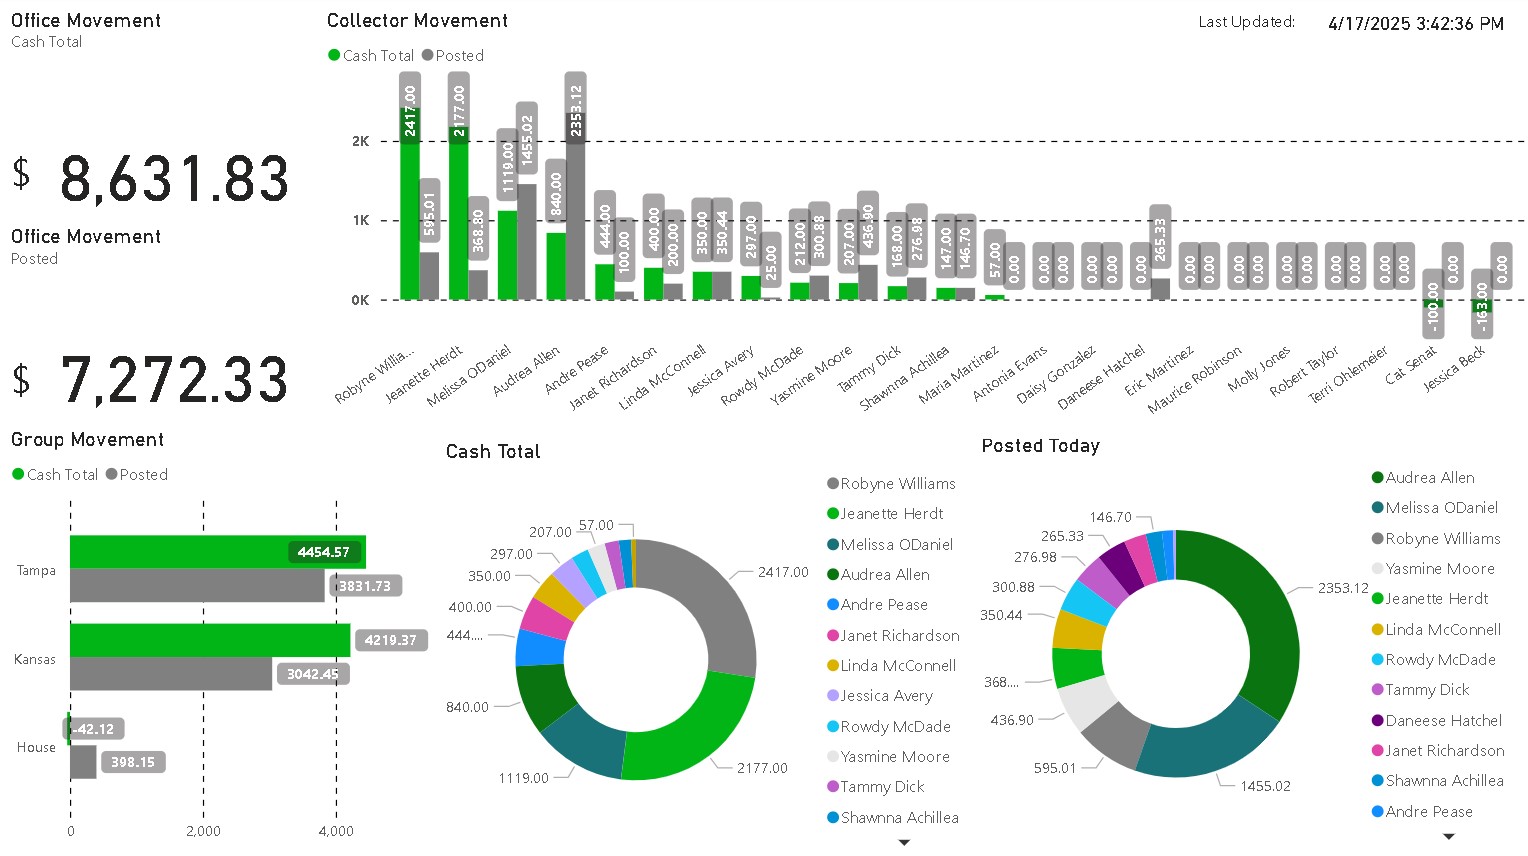 Office Movement
Cash Total
$ 8,631.83
Office Movement
Posted
$ 7,272.33
Collector Movement
Cash Total Posted
Last Updated: 4/17/2025 3:42:36 PM
2K
1K
0K
2417.00 595.01
2177.00 368.80
1119.00 1455.02
840.00 2353.12
444.00 100.00
400.00 200.00
350.00 350.44
297.00 25.00
212.00 300.88
207.00 436.90
168.00 276.98
147.00 146.70
57.00 0.00
0.00 0.00
0.00 0.00
0.00 265.33
0.00 0.00
0.00 0.00
0.00 0.00
0.00 0.00
0.00 0.00
-100.00 0.00
-163.00 0.00
Robyne Willia...
Jeanette Herdt
Melissa ODaniel
Audrea Allen
Andre Pease
Janet Richardson
Linda McConnell
Jessica Avery
Rowdy McDade
Yasmine Moore
Tammy Dick
Shawnna Achillea
Maria Martinez
Antonia Evans
Daisy Gonzalez
Daneese Hatchel
Eric Martinez
Maurice Robinson
Molly Jones
Robert Taylor
Terri Ohlemeier
Cat Senat
Jessica Beck
Group Movement
Cash Total Posted
Tampa
4454.57
3831.73
Kansas
4219.37
3042.45
House
-42.12
398.15
0 2,000 4,000
Cash Total
57.00
207.00
297.00
350.00
400.00
444....
840.00
1119.00
2177.00
2417.00
Robyne Williams
Jeanette Herdt
Melissa ODaniel
Audrea Allen
Andre Pease
Janet Richardson
Linda McConnell
Jessica Avery
Rowdy McDade
Yasmine Moore
Tammy Dick
Shawnna Achillea
Posted Today
146.70
265.33
276.98
300.88
350.44
368....
436.90
595.01
1455.02
2353.12
Audrea Allen
Melissa ODaniel
Robyne Williams
Yasmine Moore
Jeanette Herdt
Linda McConnell
Rowdy McDade
Tammy Dick
Daneese Hatchel
Janet Richardson
Shawnna Achillea
Andre Pease